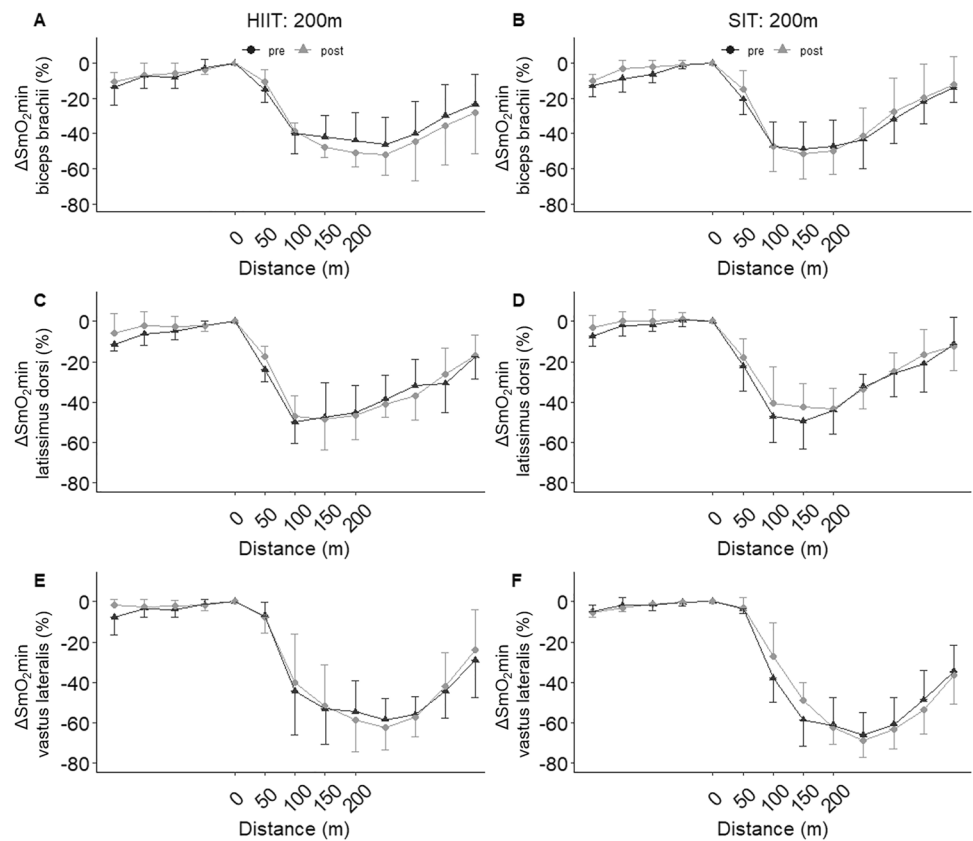 A
HIIT: 200m
pre
post
0
-20
-40
-60
-80
ΔSmO₂min
biceps brachii (%)
0
50
100
150
200
Distance (m)
B
SIT: 200m
pre
post
0
-20
-40
-60
-80
ΔSmO₂min
biceps brachii (%)
0
50
100
150
200
Distance (m)
C
0
-20
-40
-60
-80
ΔSmO₂min
latissimus dorsi (%)
0
50
100
150
200
Distance (m)
D
0
-20
-40
-60
-80
ΔSmO₂min
latissimus dorsi (%)
0
50
100
150
200
Distance (m)
E
0
-20
-40
-60
-80
ΔSmO₂min
vastus lateralis (%)
0
50
100
150
200
Distance (m)
F
0
-20
-40
-60
-80
ΔSmO₂min
vastus lateralis (%)
0
50
100
150
200
Distance (m)